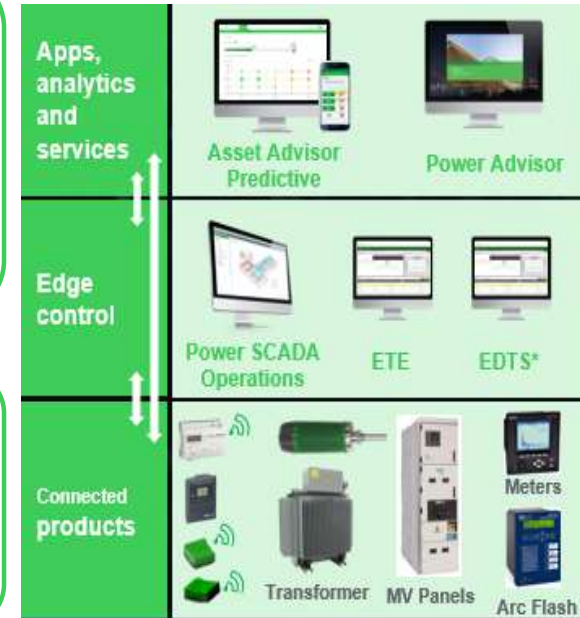 Apps,
analytics
and
services
Asset Advisor
Predictive
Power Advisor
Edge
control
Power SCADA
Operations
ETE
EDTS*
Connected
products
Transformer
MV Panels
Meters
Arc Flash